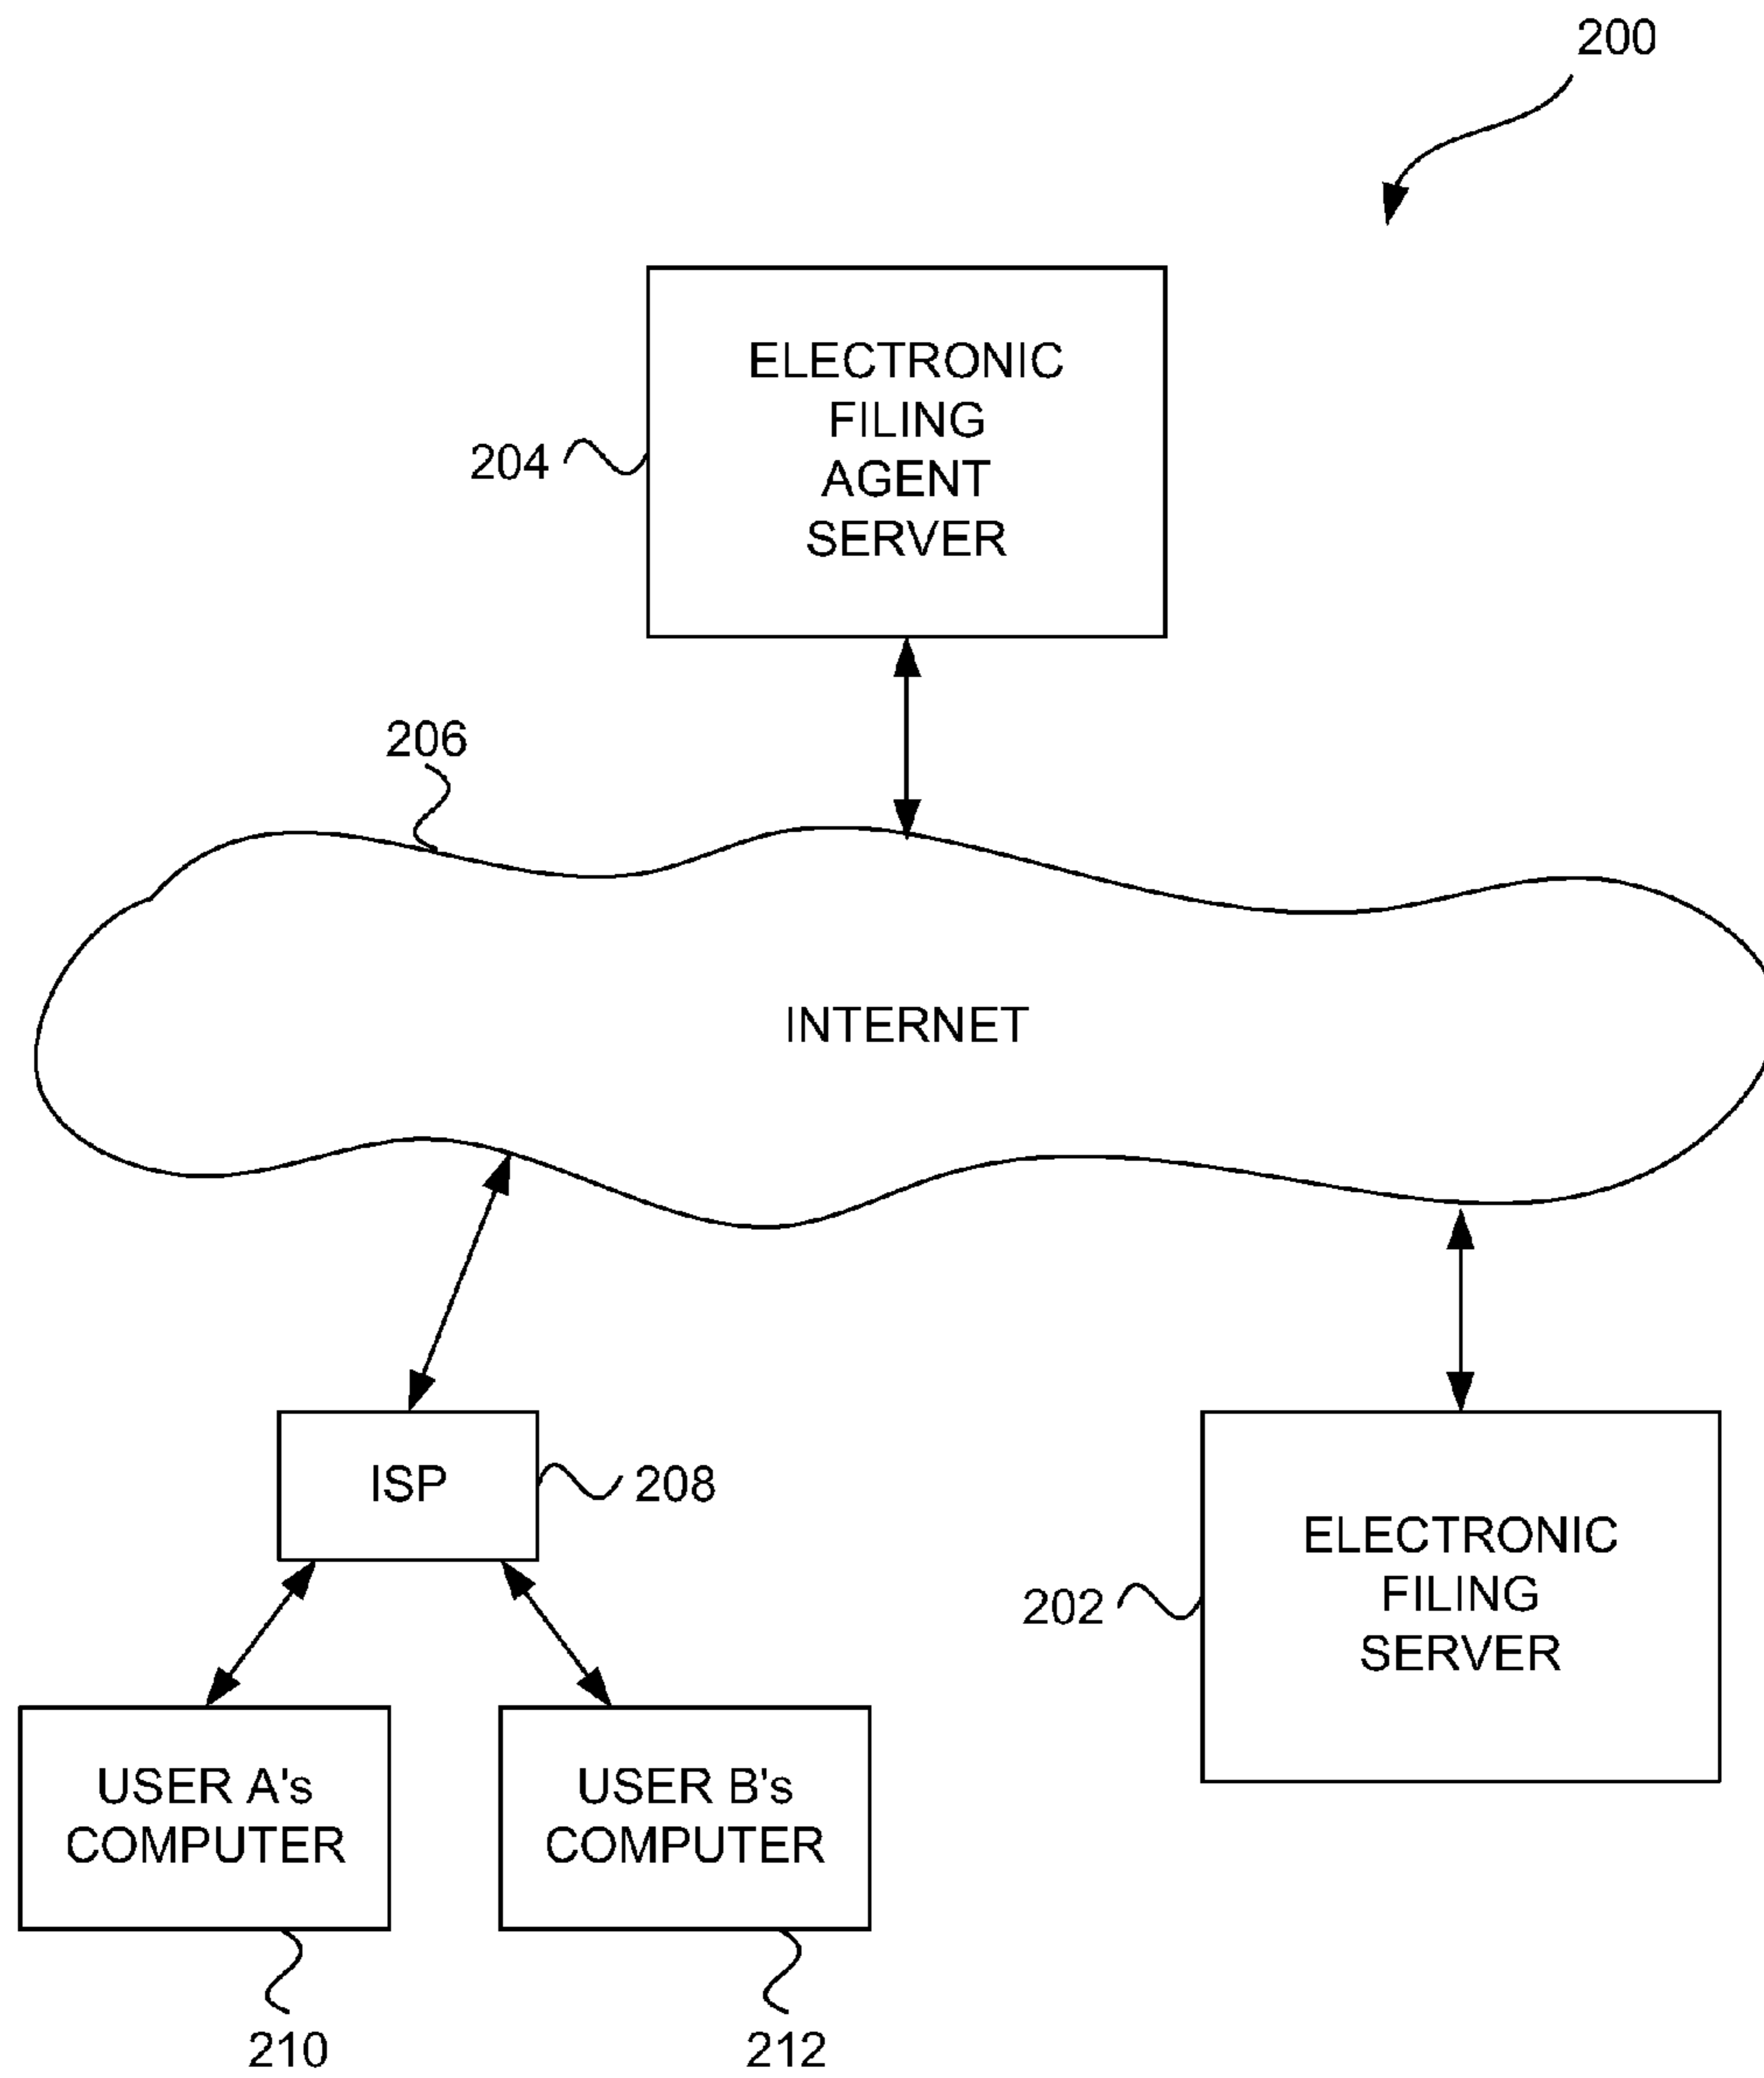 200
ELECTRONIC
FILING
AGENT
SERVER
204
206
INTERNET
ISP
208
ELECTRONIC
FILING
SERVER
202
USER A's
COMPUTER
USER B's
COMPUTER
210
212